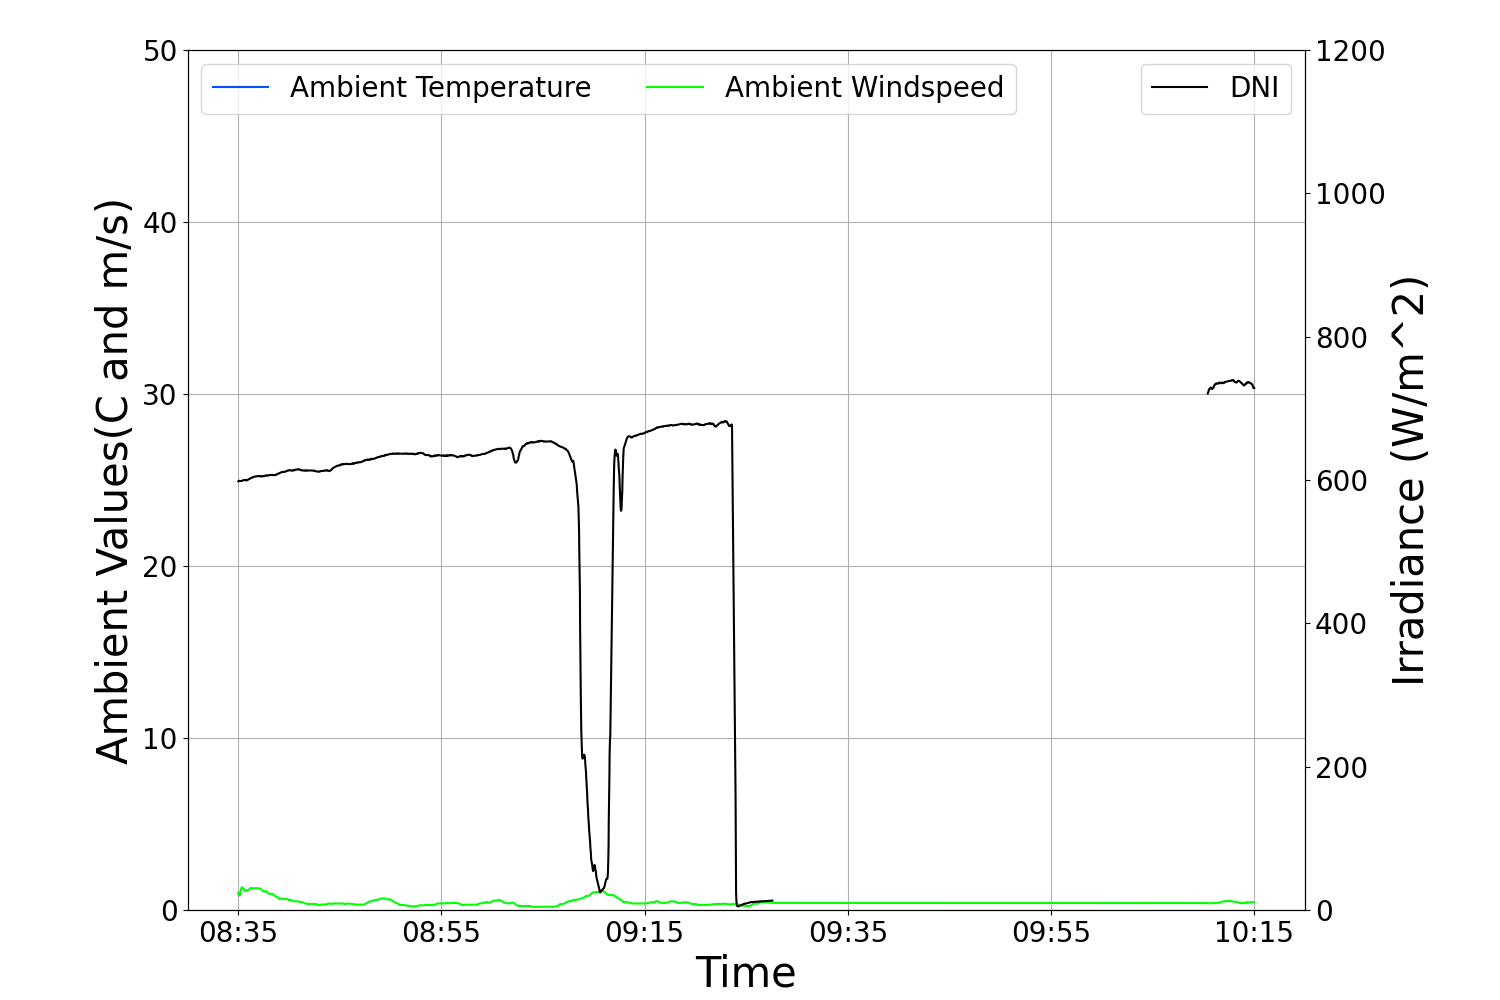 Ambient Temperature Ambient Windspeed DNI
Ambient Values(C and m/s)
50
40
30
20
10
0
1200
1000
800
600
400
200
0
Irradiance (W/m^2)
08:35 08:55 09:15 09:35 09:55 10:15
Time